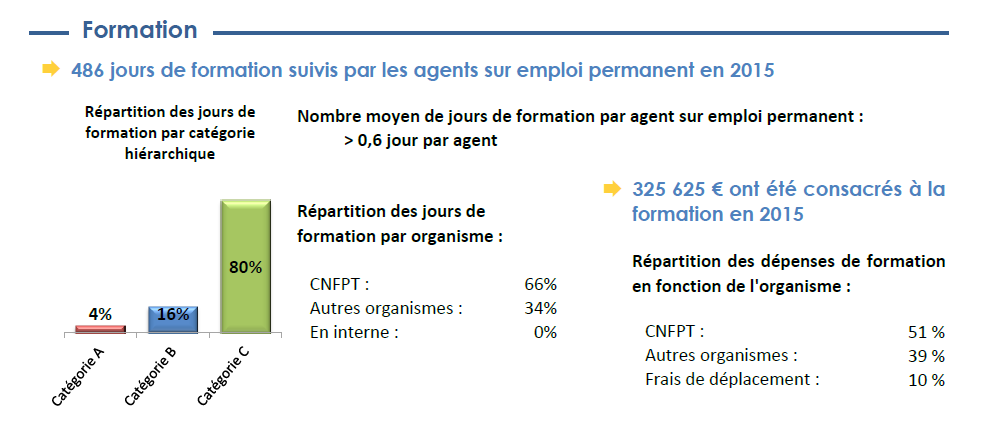 Formation
486 jours de formation suivis par les agents sur emploi permanent en 2015
Répartition des jours de
formation par catégorie
hiérarchique
4%
16%
80%
Catégorie A
Catégorie B
Catégorie C
Nombre moyen de jours de formation par agent sur emploi permanent :
> 0,6 jour par agent
Répartition des jours de
formation par organisme :
CNFPT : 66%
Autres organismes : 34%
En interne : 0%
325 625 € ont été consacrés à la
formation en 2015
Répartition des dépenses de formation
en fonction de l'organisme :
CNFPT : 51 %
Autres organismes : 39 %
Frais de déplacement : 10 %